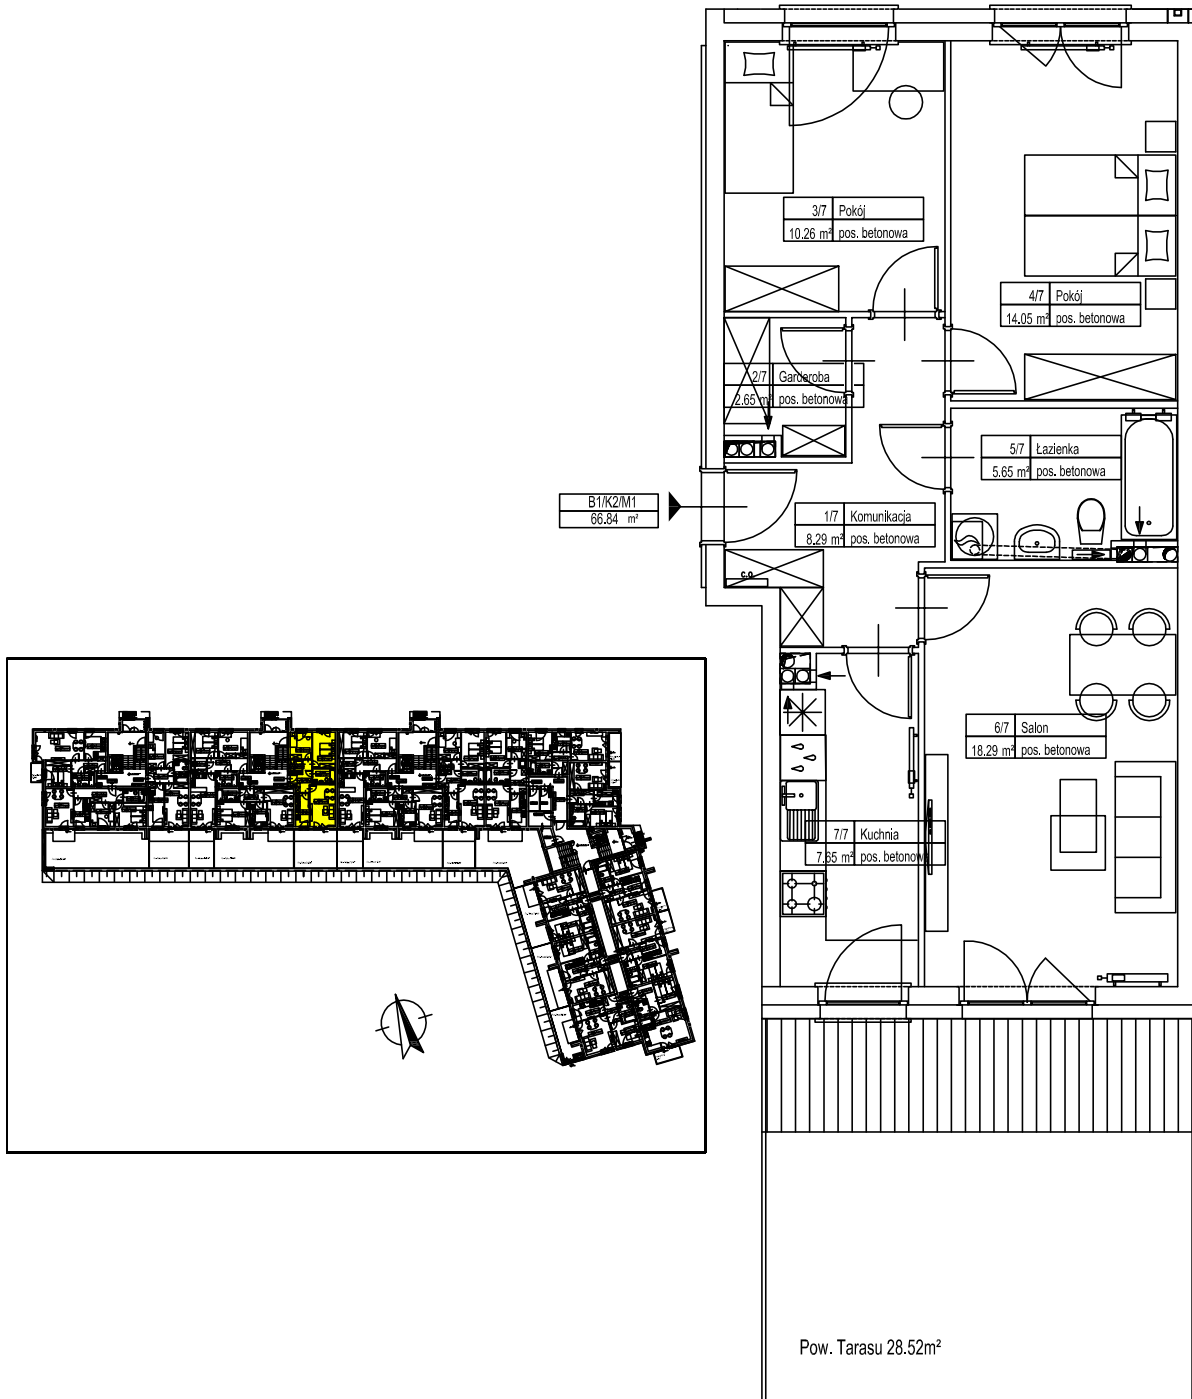 3/7 Pokój
10.26 m² pos. betonowa
4/7 Pokój
14.05 m² pos. betonowa
2/7 Garderoba
2.65 m² pos. betonowa
5/7 Łazienka
5.65 m² pos. betonowa
B1/K2/M1
66.84 m²
1/7 Komunikacja
8.29 m² pos. betonowa
c.o.
6/7 Salon
18.29 m² pos. betonowa
7/7 Kuchnia
7.65 m² pos. betonowa
Pow. Tarasu 28.52m²